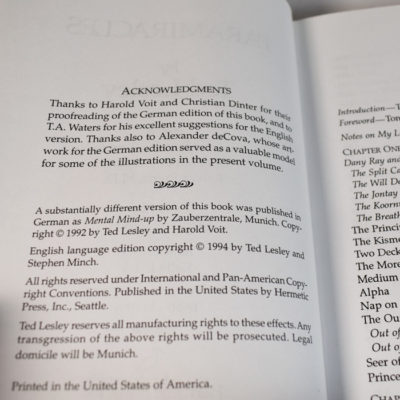 ACKNOWLEDGMENTS
Thanks to Harold Voit and Christian Dinter for their
proofreading of the German edition of this book, and to
T.A. Waters for his excellent suggestions for the English
version. Thanks also to Alexander deCova, whose art-
work for the German edition served as a valuable model
for some of the illustrations in the present volume.
A substantially different version of this book was published in
German as Mental Mind-up by Zauberzentrale, Munich. Copy-
right © 1992 by Ted Lesley and Harold Voit.
English language edition copyright © 1994 by Ted Lesley and
Stephen Minch.
All rights reserved under International and Pan-American Copy-
right Conventions. Published in the United States by Hermetic
Press, Inc., Seattle.
Ted Lesley reserves all manufacturing rights to these effects. Any
transgression of the above rights will be prosecuted. Legal
domicile will be Munich.
Printed in the United States of America.
Introduction—T
Foreword—Tom
Notes on My L
CHAPTER ONE
Dany Ray and
The Split Ca
The Will De
The Jontay
The Koorn
The Breath
The Princi
The Kisme
Two Deck
The More
Medium
Alpha
Nap on
The Ou
Out of
Out of
Seer of
Prince
CHAPTER